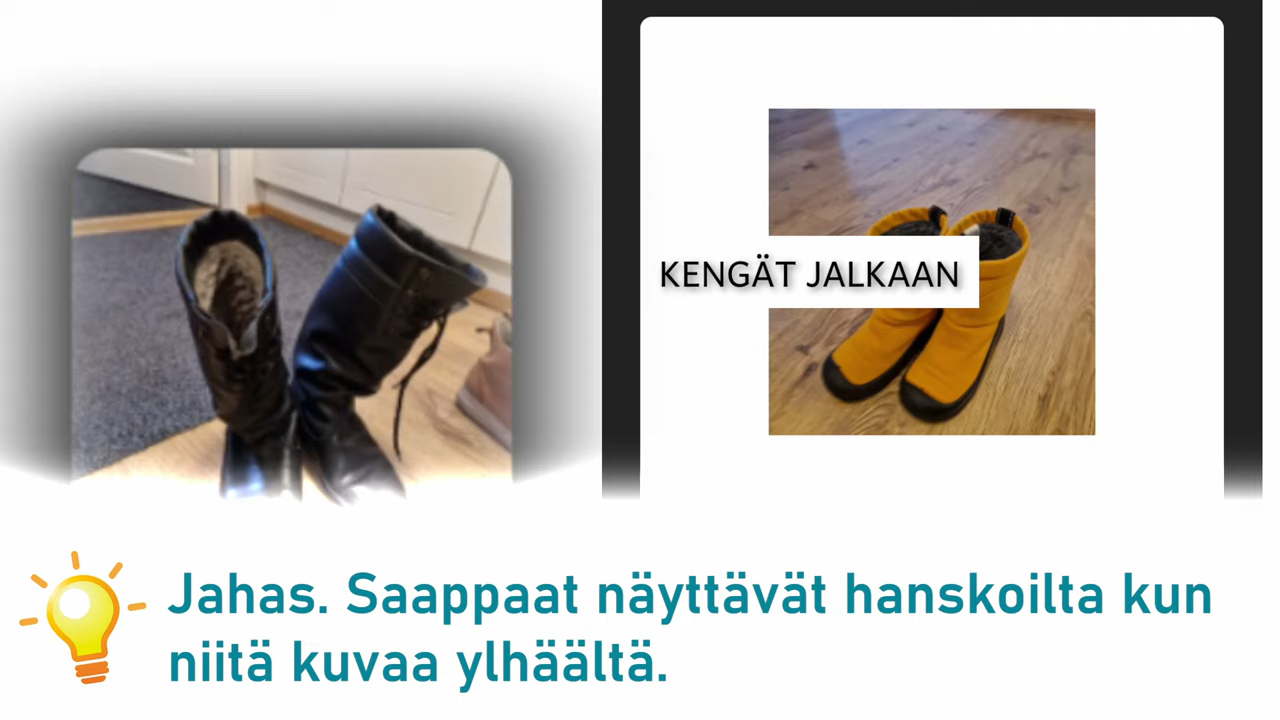 KENGÄT JALKAAN
Jahas. Saappaat näyttävät hanskoilta kun
niitä kuvaa ylhäältä.